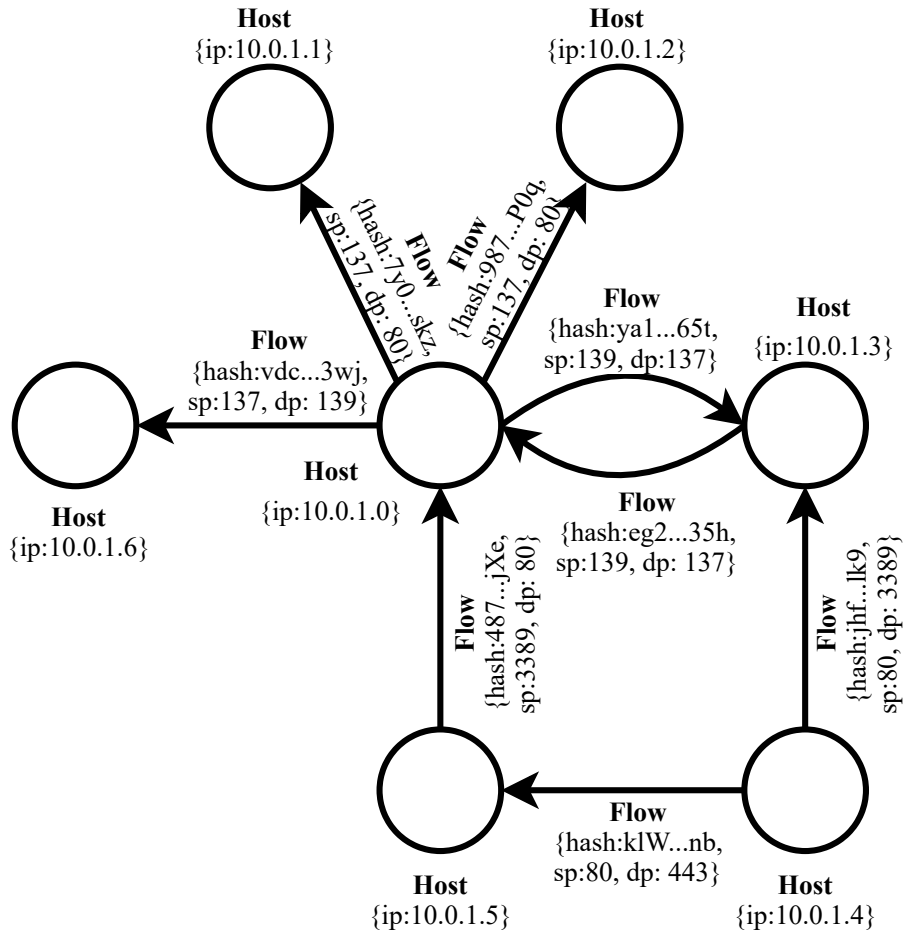 Host
{ip:10.0.1.1}
Host
{ip:10.0.1.2}
Flow
{hash:7y0...skz,
sp:137, dp: 80}
Flow
{hash:987...P0q,
sp:137, dp: 80}
Flow
{hash:ya1...65t,
sp:139, dp:137}
Host
{ip:10.0.1.3}
Flow
{hash:vdc...3wj,
sp:137, dp: 139}
Host
{ip:10.0.1.0}
Host
{ip:10.0.1.6}
Flow
{hash:eg2...35h,
sp:139, dp: 137}
Flow
{hash:487...jXe,
sp:3389, dp: 80}
Flow
{hash:jhf...lk9,
sp:80, dp: 3389}
Flow
{hash:klW...nb,
sp:80, dp: 443}
Host
{ip:10.0.1.5}
Host
{ip:10.0.1.4}